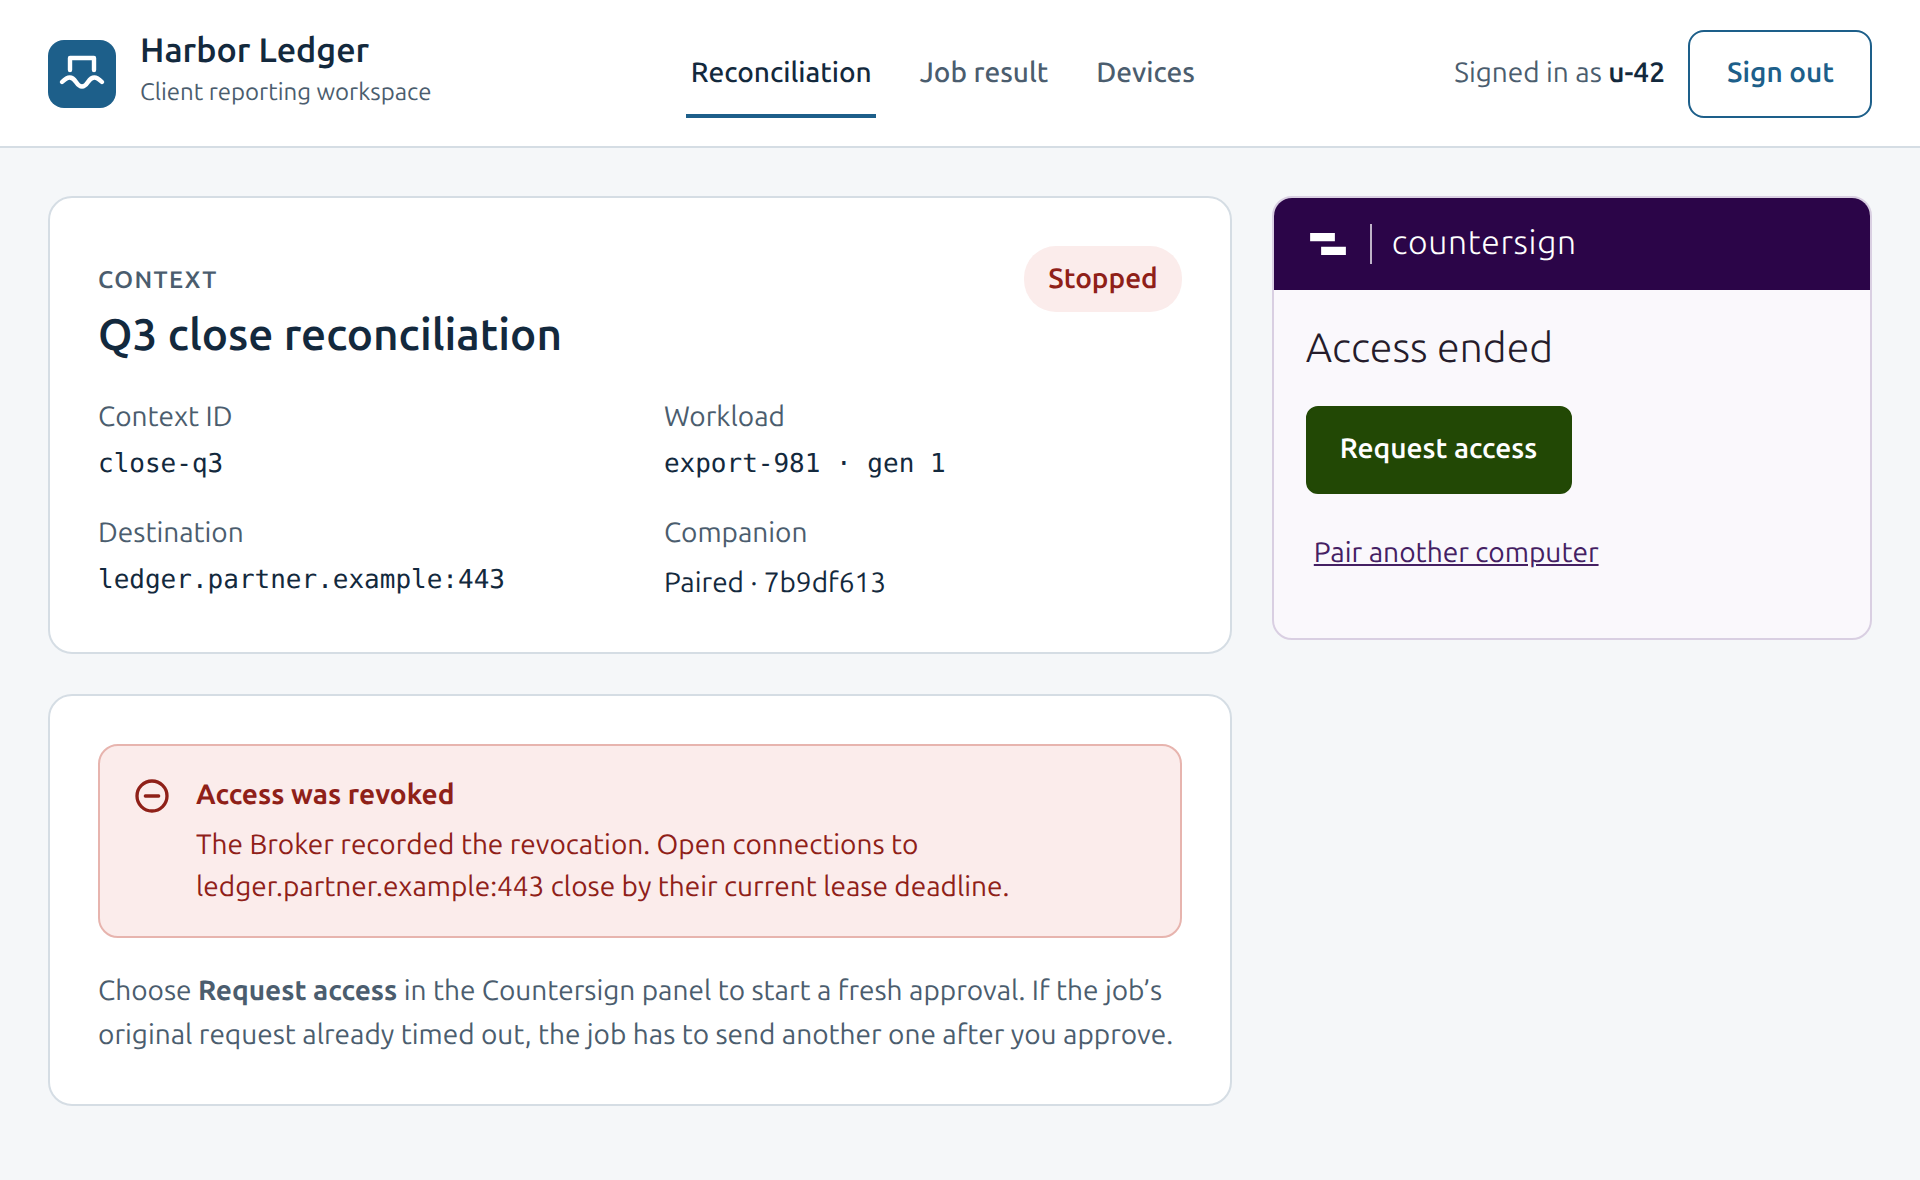 Harbor Ledger
Client reporting workspace
Reconciliation
Job result
Devices
Signed in as u-42
Sign out
CONTEXT
Stopped
Q3 close reconciliation
Context ID
close-q3
Workload
export-981 · gen 1
Destination
ledger.partner.example:443
Companion
Paired · 7b9df613
Access was revoked
The Broker recorded the revocation. Open connections to
ledger.partner.example:443 close by their current lease deadline.
Choose Request access in the Countersign panel to start a fresh approval. If the job’s
original request already timed out, the job has to send another one after you approve.
countersign
Access ended
Request access
Pair another computer